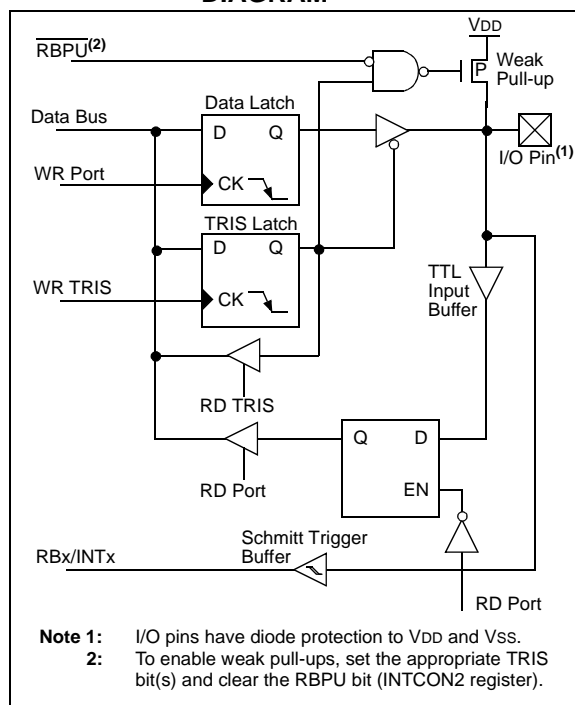 DIAGRAM
VDD
RBPU(2)
Weak
Pull-up
P
Data Latch
Data Bus
D Q
I/O Pin(1)
WR Port
CK
TRIS Latch
D Q
TTL
Input
Buffer
WR TRIS
CK
RD TRIS
Q D
RD Port
EN
Schmitt Trigger
Buffer
RBx/INTx
RD Port
Note 1: I/O pins have diode protection to VDD and VSS.
2: To enable weak pull-ups, set the appropriate TRIS
bit(s) and clear the RBPU bit (INTCON2 register).